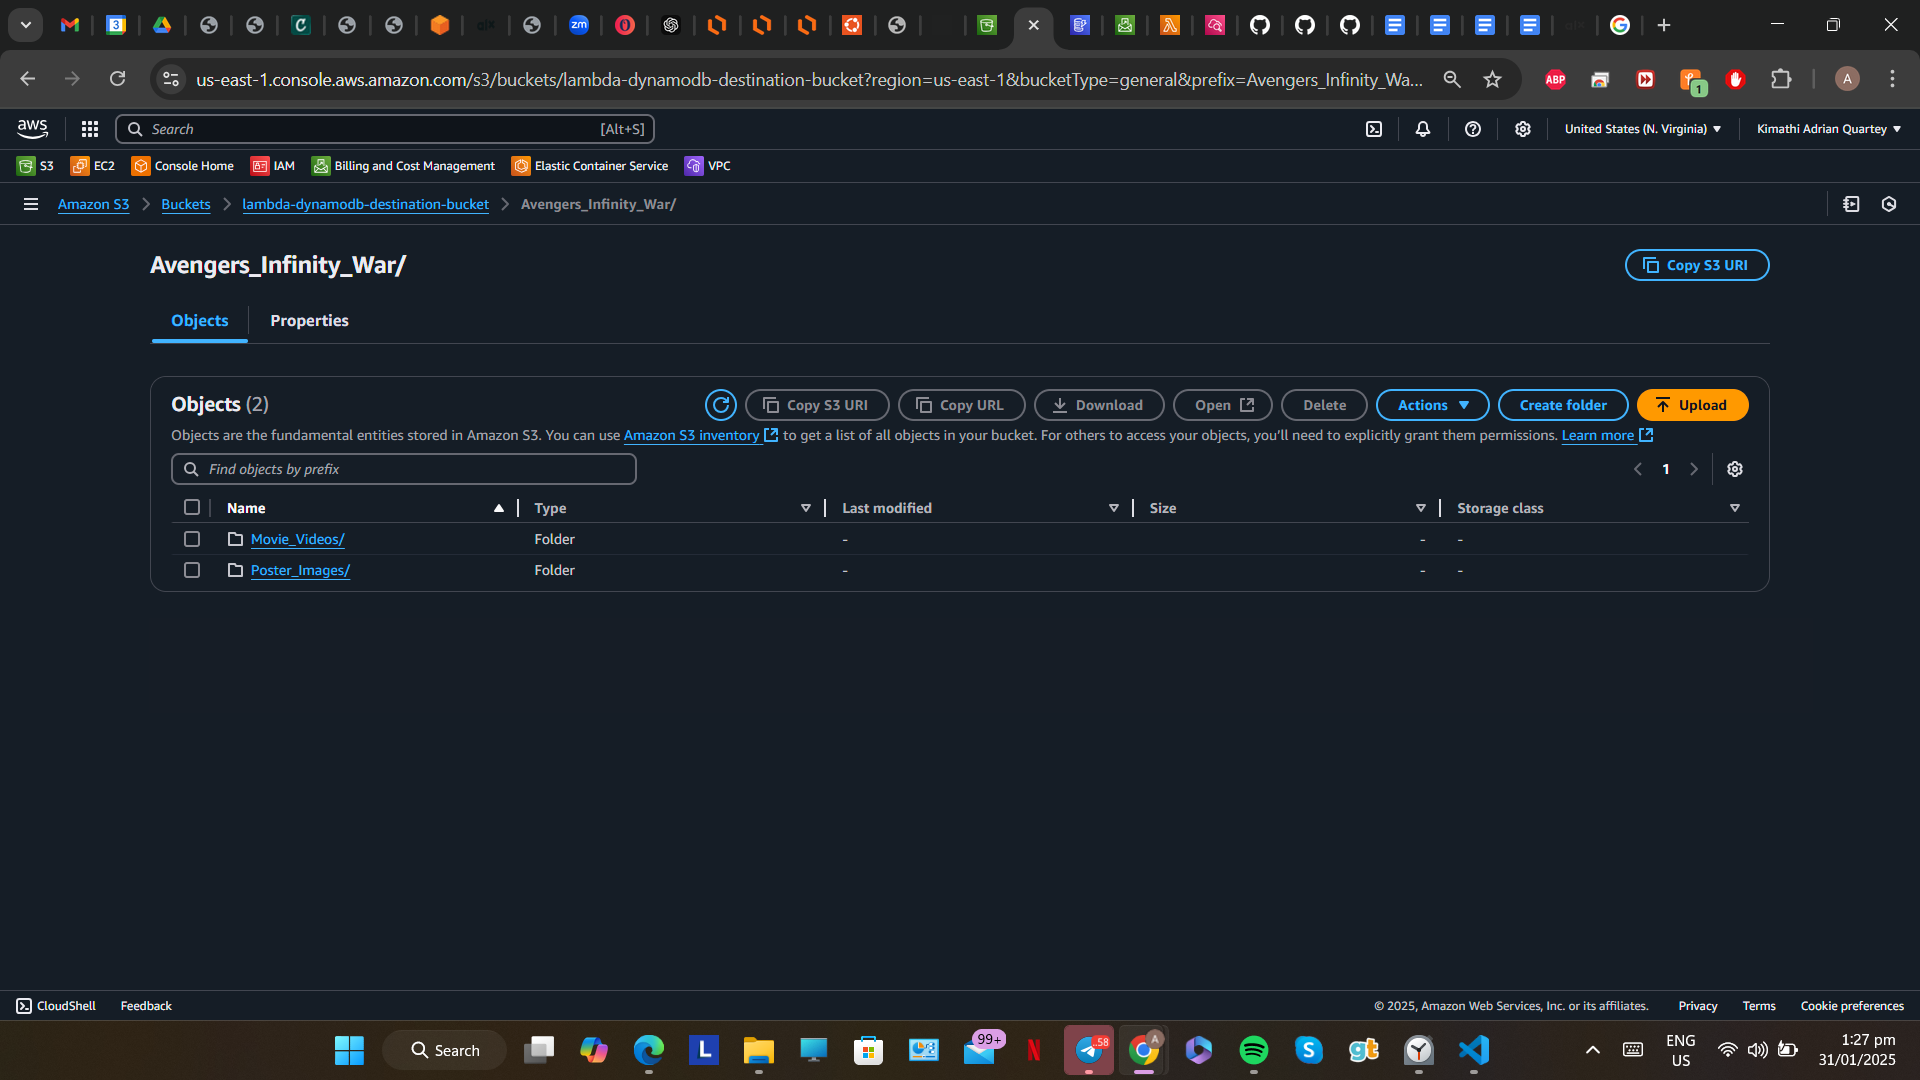 us-east-1.console.aws.amazon.com/s3/buckets/lambda-dynamodb-destination-bucket?region=us-east-1&bucketType=general&prefix=Avengers_Infinity_Wa...
ABP
1
A
aws
Search
[Alt+S]
United States (N. Virginia)
Kimathi Adrian Quartey
S3
EC2
Console Home
IAM
Billing and Cost Management
Elastic Container Service
VPC
Amazon S3
Buckets
lambda-dynamodb-destination-bucket
Avengers_Infinity_War/
Avengers_Infinity_War/
Copy S3 URI
Objects
Properties
Objects (2)
Copy S3 URI
Copy URL
Download
Open
Delete
Actions
Create folder
Upload
Objects are the fundamental entities stored in Amazon S3. You can use Amazon S3 inventory to get a list of all objects in your bucket. For others to access your objects, you'll need to explicitly grant them permissions. Learn more
Find objects by prefix
1
Name
Type
Last modified
Size
Storage class
Movie_Videos/
Folder
-
-
-
Poster_Images/
Folder
-
-
-
CloudShell
Feedback
© 2025, Amazon Web Services, Inc. or its affiliates.
Privacy
Terms
Cookie preferences
Search
L
99+
N
..58
A
S
gt
ENG
US
1:27 pm
31/01/2025